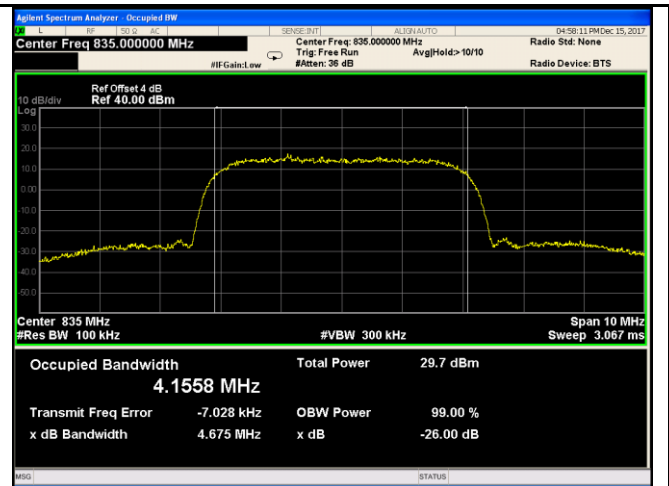 Agilent Spectrum Analyzer - Occupied BW
L RF 50 Ω AC SENSE:INT ALIGNAUTO 04:58:11 PM Dec 15, 2017
Center Freq 835.000000 MHz Center Freq: 835.000000 MHz Radio Std: None
Trig: Free Run Avg|Hold:> 10/10
#IFGain:Low #Atten: 36 dB Radio Device: BTS
Ref Offset 4 dB
10 dB/div Ref 40.00 dBm
Log
30.0
20.0
10.0
0.00
-10.0
-20.0
-30.0
-40.0
-50.0
Center 835 MHz Span 10 MHz
#Res BW 100 kHz #VBW 300 kHz Sweep 3.067 ms
Occupied Bandwidth Total Power 29.7 dBm
4.1558 MHz
Transmit Freq Error -7.028 kHz OBW Power 99.00 %
x dB Bandwidth 4.675 MHz x dB -26.00 dB
MSG STATUS